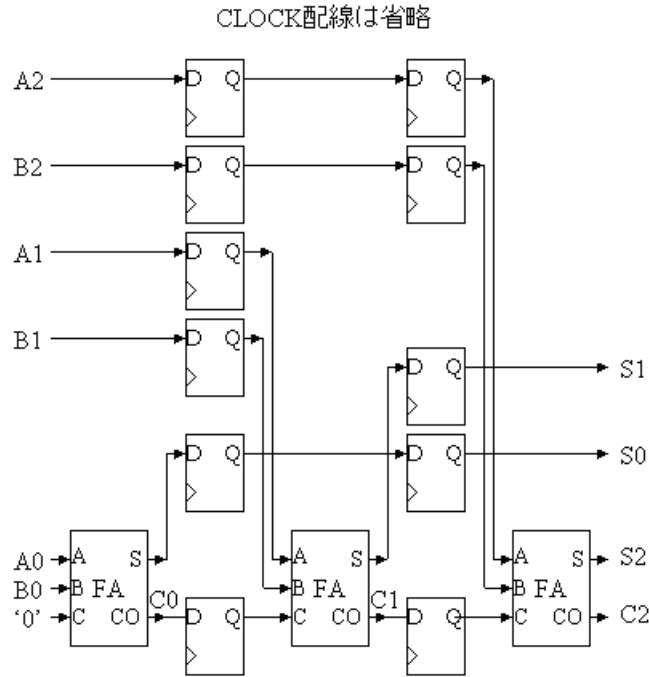 CLOCK配線は省略
A2 D Q D Q
B2 D Q D Q
A1 D Q
B1 D Q
D Q S1
D Q D Q S0
A0 A S A S A S S2
B0 B FA B FA B FA
'0' C CO C0 D Q C CO C1 D Q C CO C2